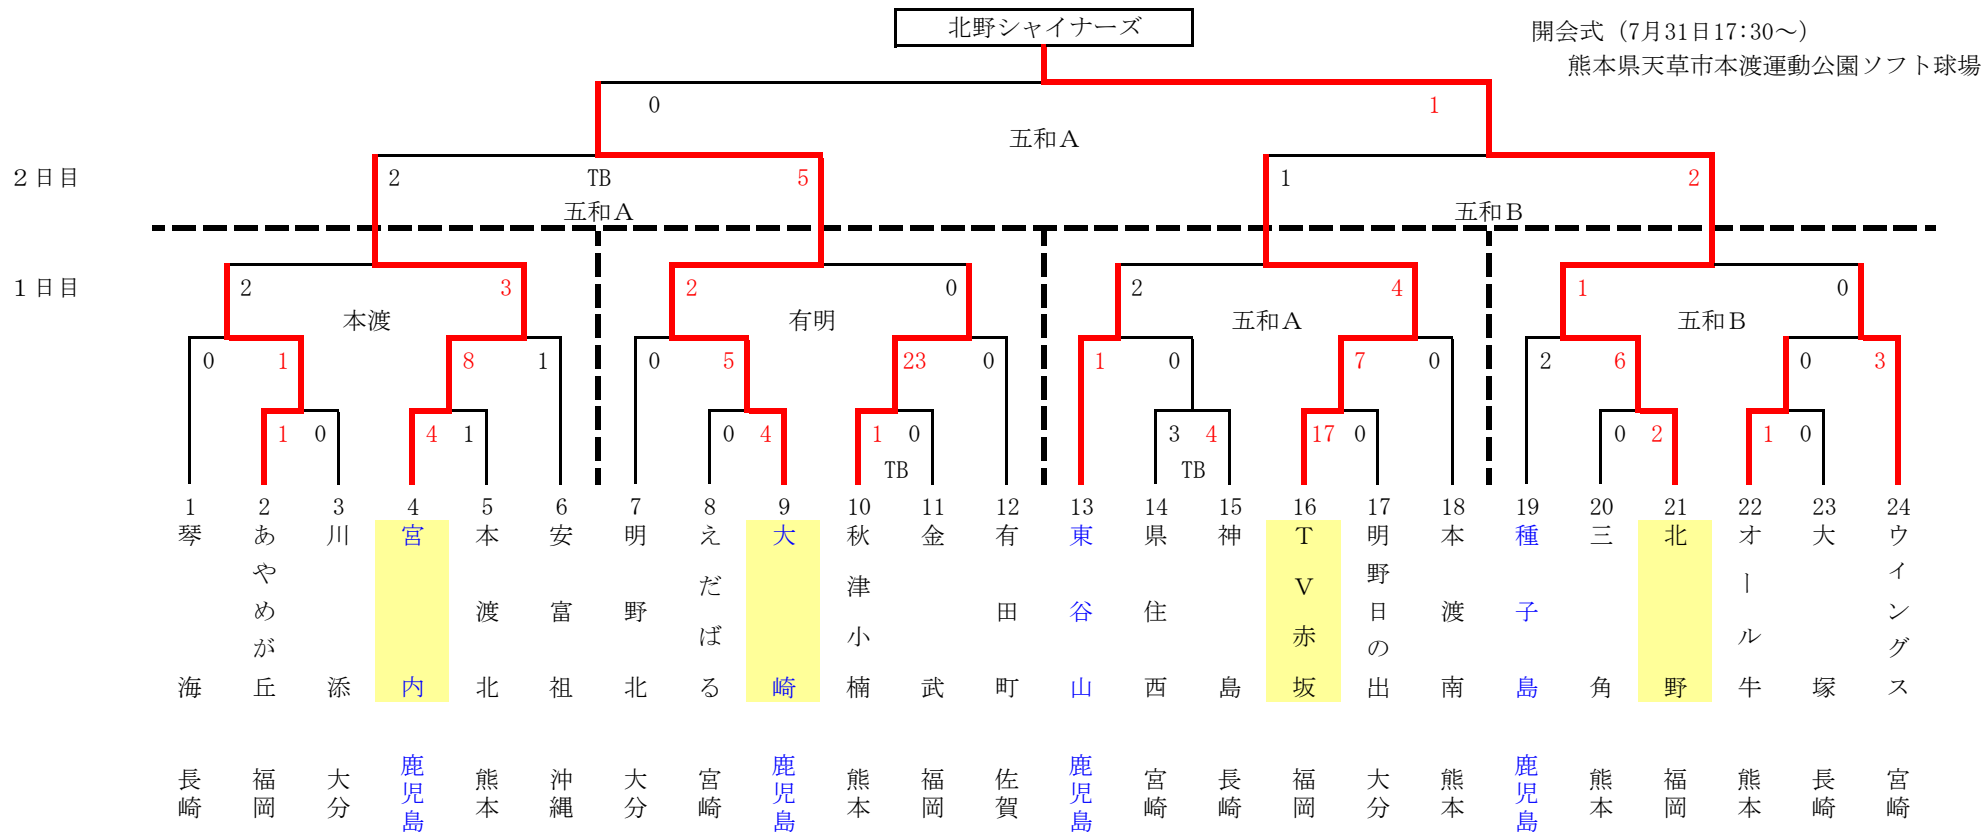 北野シャイナーズ
開会式（7月31日17:30～）
熊本県天草市本渡運動公園ソフト球場
0 1
五和Ａ
２日目
2 TB 5 1 2
五和Ａ 五和Ｂ
１日目
2 3 2 0 2 4 1 0
本渡 有明 五和Ａ 五和Ｂ
0 1 8 1 0 5 23 0 1 0 7 0 2 6 0 3
1 0 4 1 0 4 1 0 3 4 17 0 0 2 1 0
TB TB
1 2 3 4 5 6 7 8 9 10 11 12 13 14 15 16 17 18 19 20 21 22 23 24
琴海
あやめが丘
川添
宮内
本渡北
安富祖
明野北
えだばる
大崎
秋津小楠
金武
有田町
東谷山
県住西
神島
ＴＶ赤坂
明野日の出
本渡南
種子島
三角
北野
オール牛
大塚
ウイングス
長崎
福岡
大分
鹿児島
熊本
沖縄
大分
宮崎
鹿児島
熊本
福岡
佐賀
鹿児島
宮崎
長崎
福岡
大分
熊本
鹿児島
熊本
福岡
熊本
長崎
宮崎